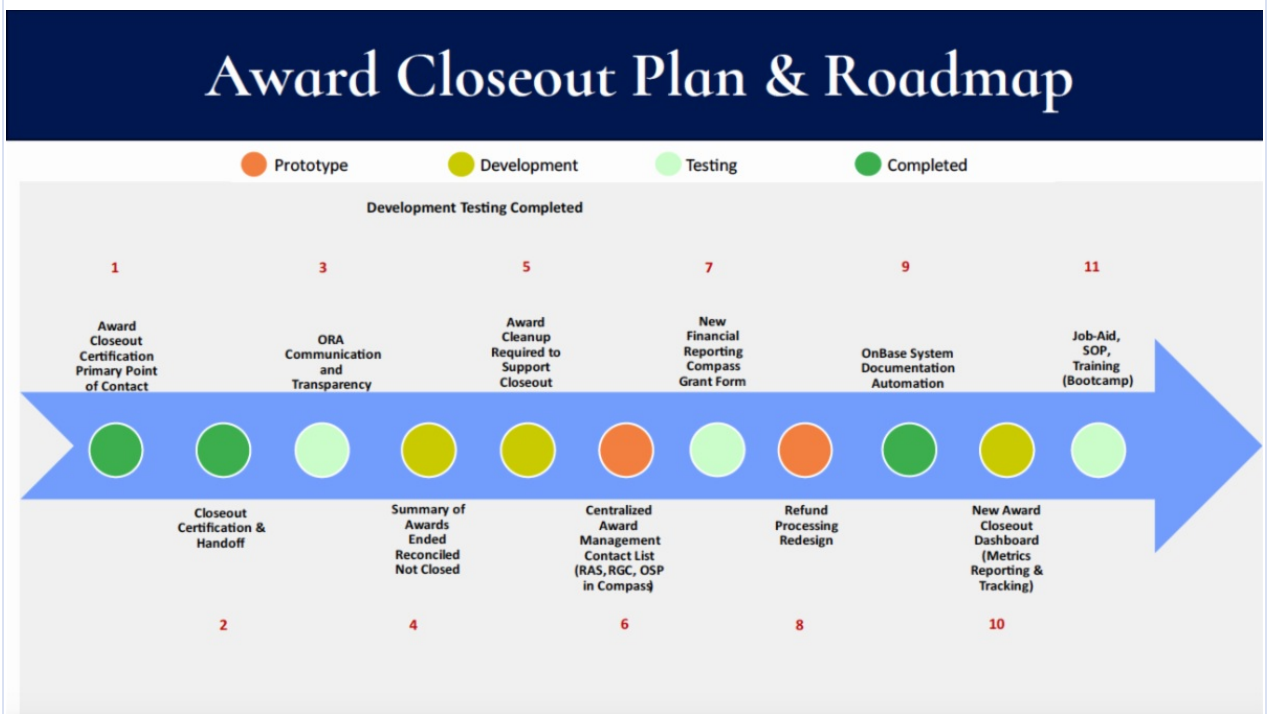 Award Closeout Plan & Roadmap
Prototype
Development
Testing
Completed
Development Testing Completed
1
3
5
7
9
11
Award
Closeout
Certification
Primary Point
of Contact
ORA
Communication
and
Transparency
Award
Cleanup
Required to
Support
Closeout
New
Financial
Reporting
Compass
Grant Form
OnBase System
Documentation
Automation
Job-Aid,
SOP,
Training
(Bootcamp)
Closeout
Certification &
Handoff
Summary of
Awards
Ended
Reconciled
Not Closed
Centralized
Award
Management
Contact List
(RAS, RGC, OSP
in Compass)
Refund
Processing
Redesign
New Award
Closeout
Dashboard
(Metrics
Reporting &
Tracking)
2
4
6
8
10